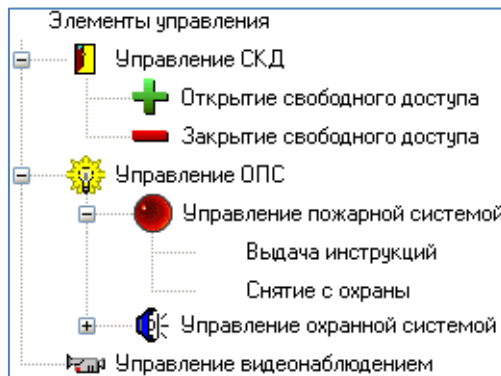 Элементы управления
Управление СКД
Открытие свободного доступа
Закрытие свободного доступа
Управление ОПС
Управление пожарной системой
Выдача инструкций
Снятие с охраны
Управление охранной системой
Управление видеонаблюдением